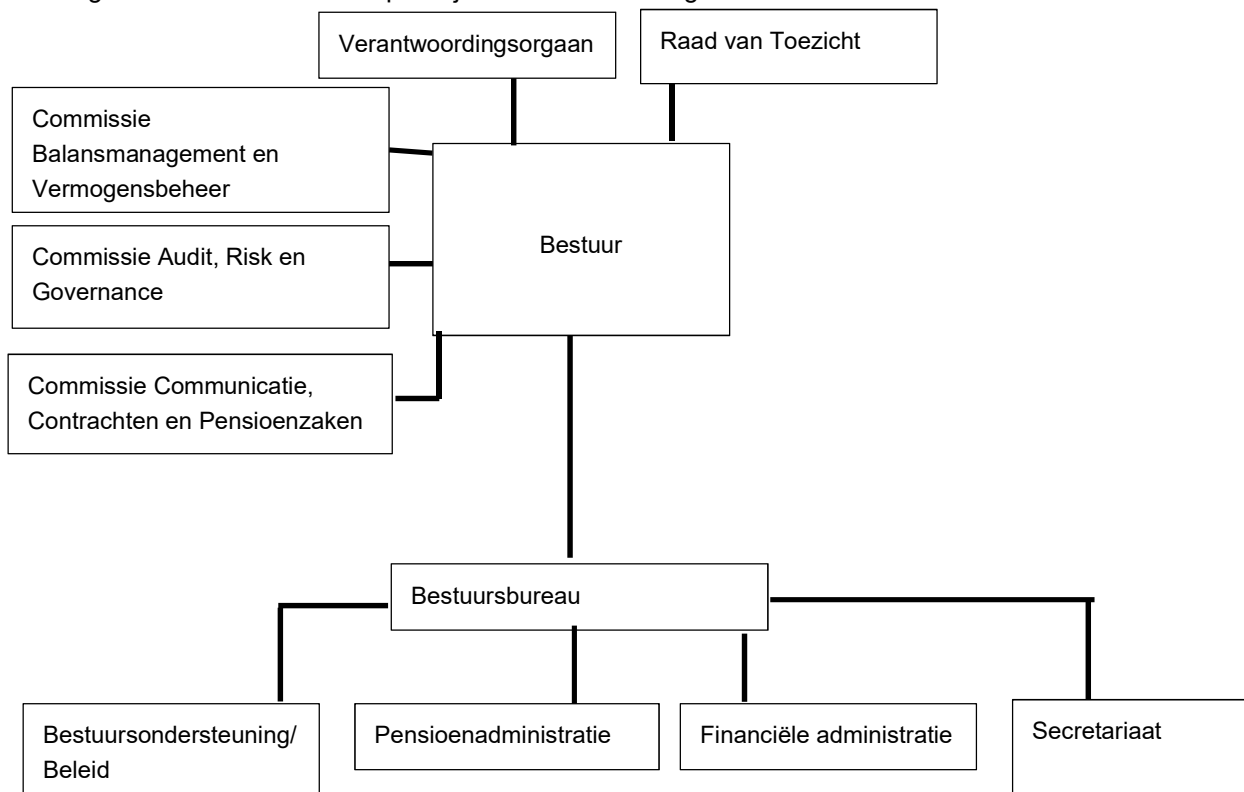 Verantwoordingsorgaan
Raad van Toezicht
Commissie
Balansmanagement en
Vermogensbeheer
Bestuur
Commissie Audit, Risk en
Governance
Commissie Communicatie,
Contrachten en Pensioenzaken
Bestuursbureau
Bestuursondersteuning/
Beleid
Pensioenadministratie
Financiële administratie
Secretariaat